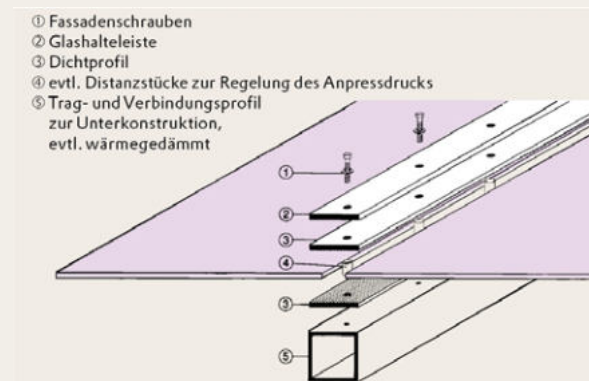 ① Fassadenschrauben
② Glashalteleiste
③ Dichtprofil
④ evtl. Distanzstücke zur Regelung des Anpressdrucks
⑤ Trag- und Verbindungsprofil
zur Unterkonstruktion,
evtl. wärmegedämmt
①
②
③
④
③
⑤